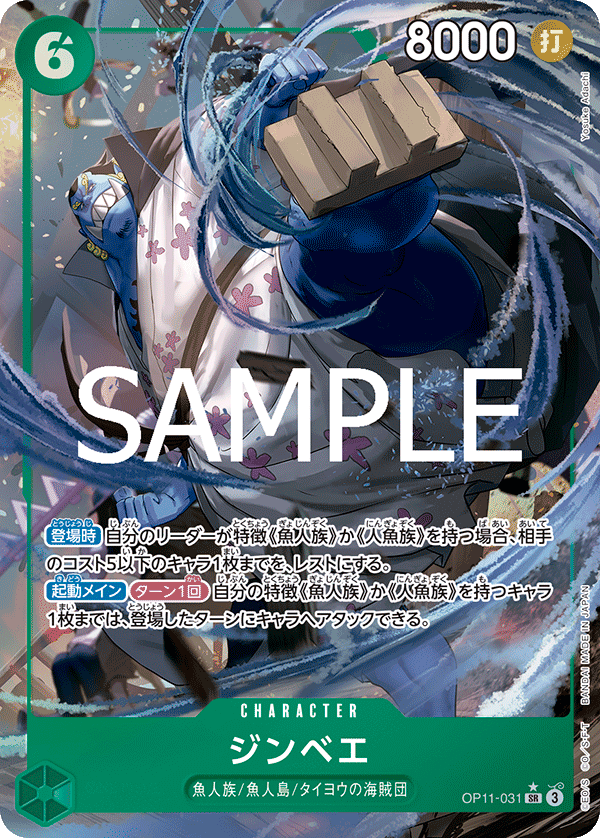 6
8000 打
Yosuke Adachi
SAMPLE
登場時 自分のリーダーが特徴《魚人族》か《人魚族》を持つ場合、相手
のコスト5以下のキャラ1枚までを、レストにする。
起動メイン ターン1回 自分の特徴《魚人族》か《人魚族》を持つキャラ
1枚までは、登場したターンにキャラへアタックできる。
CHARACTER
ジンベエ
魚人族/魚人島/タイヨウの海賊団
OP11-031 SR 3
©E.O/S. ©O/S・F・T BANDAI MADE IN JAPAN